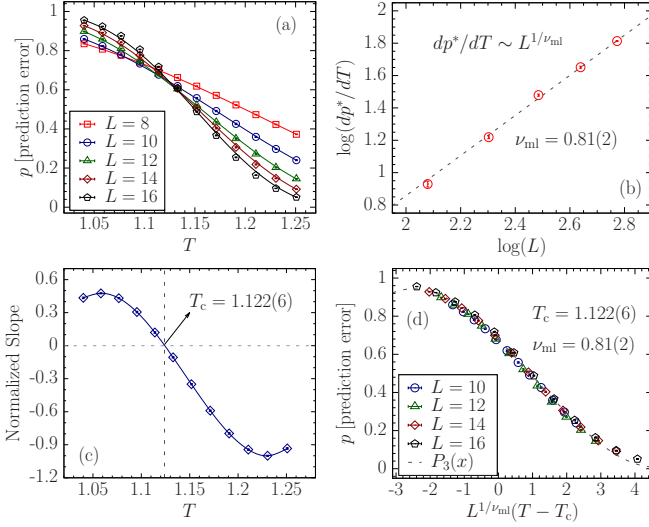 (a)
p [prediction error]
1
0.8
0.6
0.4
0.2
0
L = 8
L = 10
L = 12
L = 14
L = 16
1.05 1.1 1.15 1.2 1.25
T
log(dp*/dT)
2
1.8
1.6
1.4
1.2
1
0.8
dp*/dT ∼ L^{1/ν_ml}
ν_ml = 0.81(2)
(b)
2 2.2 2.4 2.6 2.8
log(L)
Normalized Slope
0.6
0.3
0
-0.3
-0.6
-0.9
-1.2
T_c = 1.122(6)
(c)
1.05 1.1 1.15 1.2 1.25
T
p [prediction error]
1
0.8
0.6
0.4
0.2
0
(d)
T_c = 1.122(6)
ν_ml = 0.81(2)
L = 10
L = 12
L = 14
L = 16
P_3(x)
-3 -2 -1 0 1 2 3 4
L^{1/ν_ml}(T − T_c)